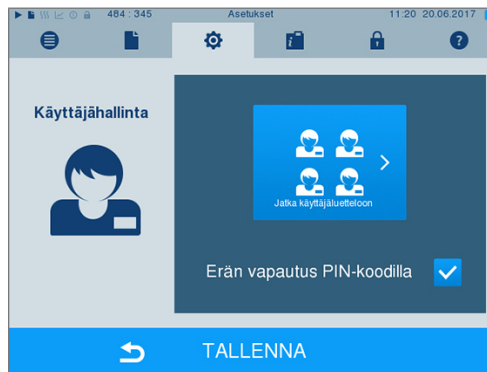 484 : 345 Asetukset 11:20 20.06.2017
Käyttäjähallinta
Jatka käyttäjäluetteloon
Erän vapautus PIN-koodilla
TALLENNA